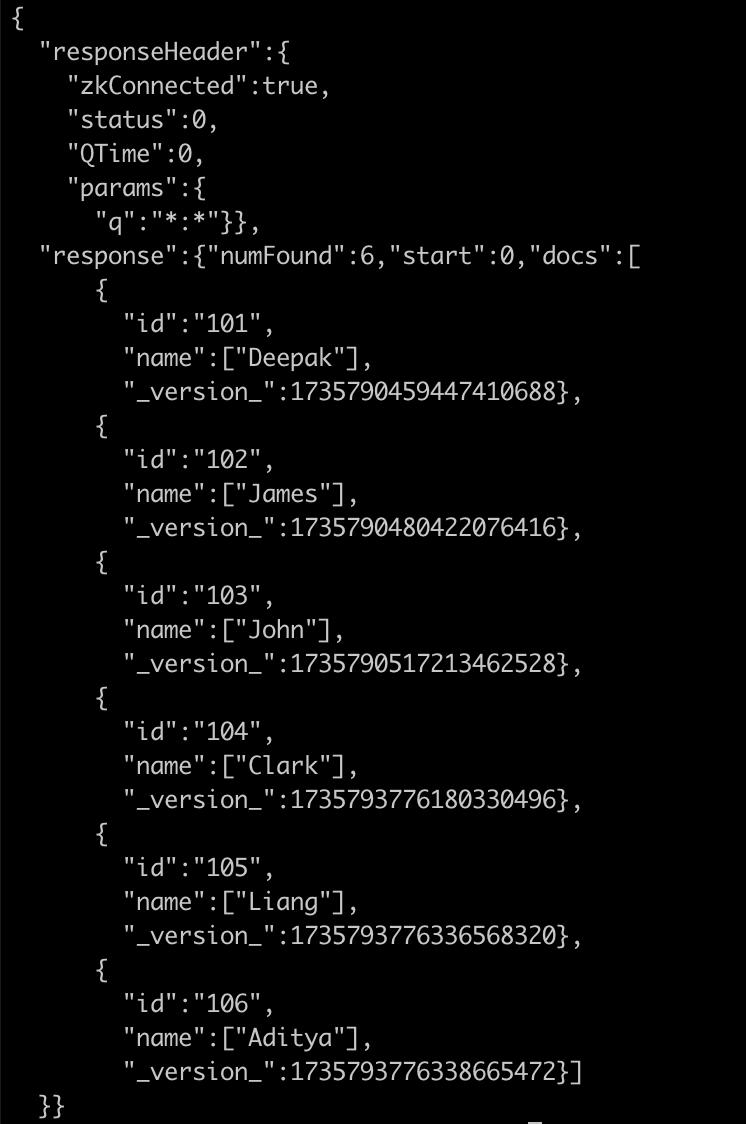 {
  "responseHeader":{
    "zkConnected":true,
    "status":0,
    "QTime":0,
    "params":{
      "q":"*:*"}},
  "response":{"numFound":6,"start":0,"docs":[
      {
        "id":"101",
        "name":["Deepak"],
        "_version_":1735790459447410688},
      {
        "id":"102",
        "name":["James"],
        "_version_":1735790480422076416},
      {
        "id":"103",
        "name":["John"],
        "_version_":1735790517213462528},
      {
        "id":"104",
        "name":["Clark"],
        "_version_":1735793776180330496},
      {
        "id":"105",
        "name":["Liang"],
        "_version_":1735793776336568320},
      {
        "id":"106",
        "name":["Aditya"],
        "_version_":1735793776338665472}]
  }}